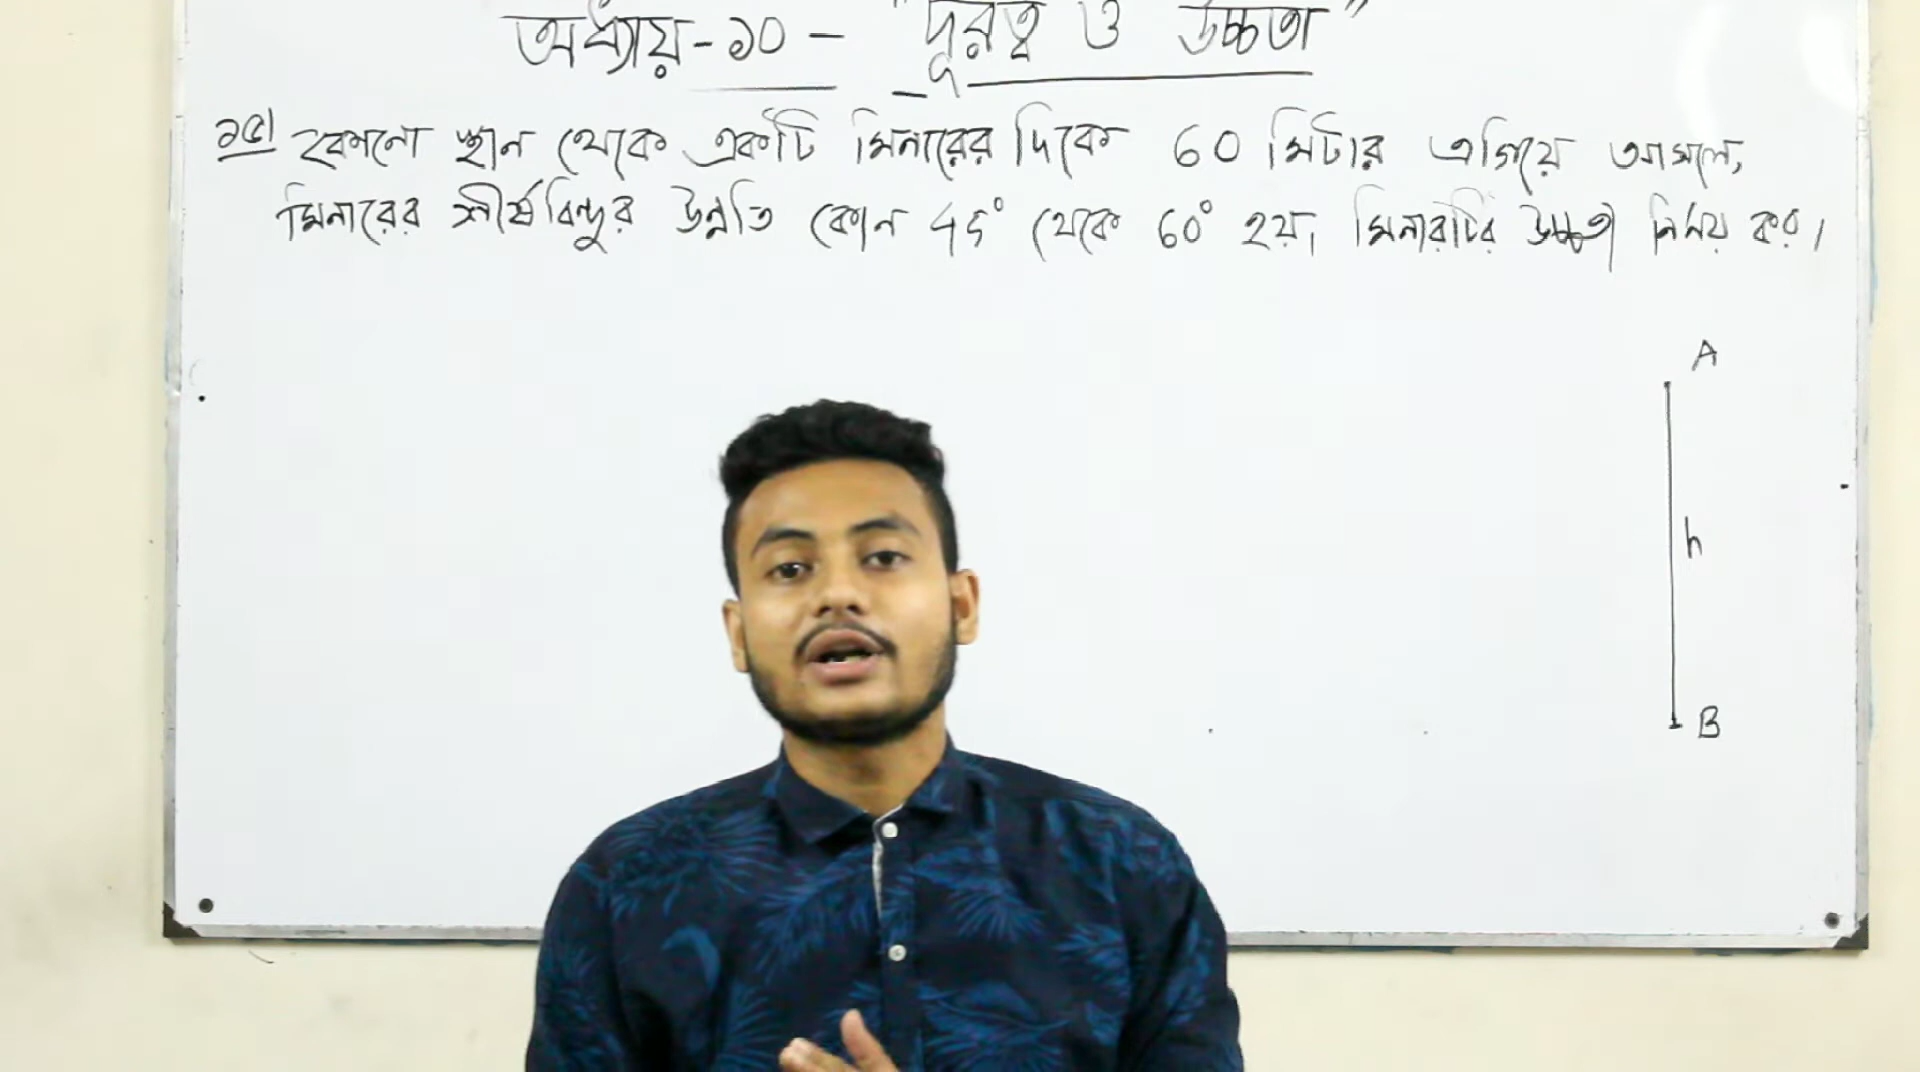 অধ্যায়-১০ - "দূরত্ব ও উচ্চতা"
১৫। কোনো স্থান থেকে একটি মিনারের দিকে 60 মিটার এগিয়ে আসলে,
মিনারের শীর্ষবিন্দুর উন্নতি কোন 45° থেকে 60° হয়। মিনারটির উচ্চতা নির্ণয় কর।
A
h
B